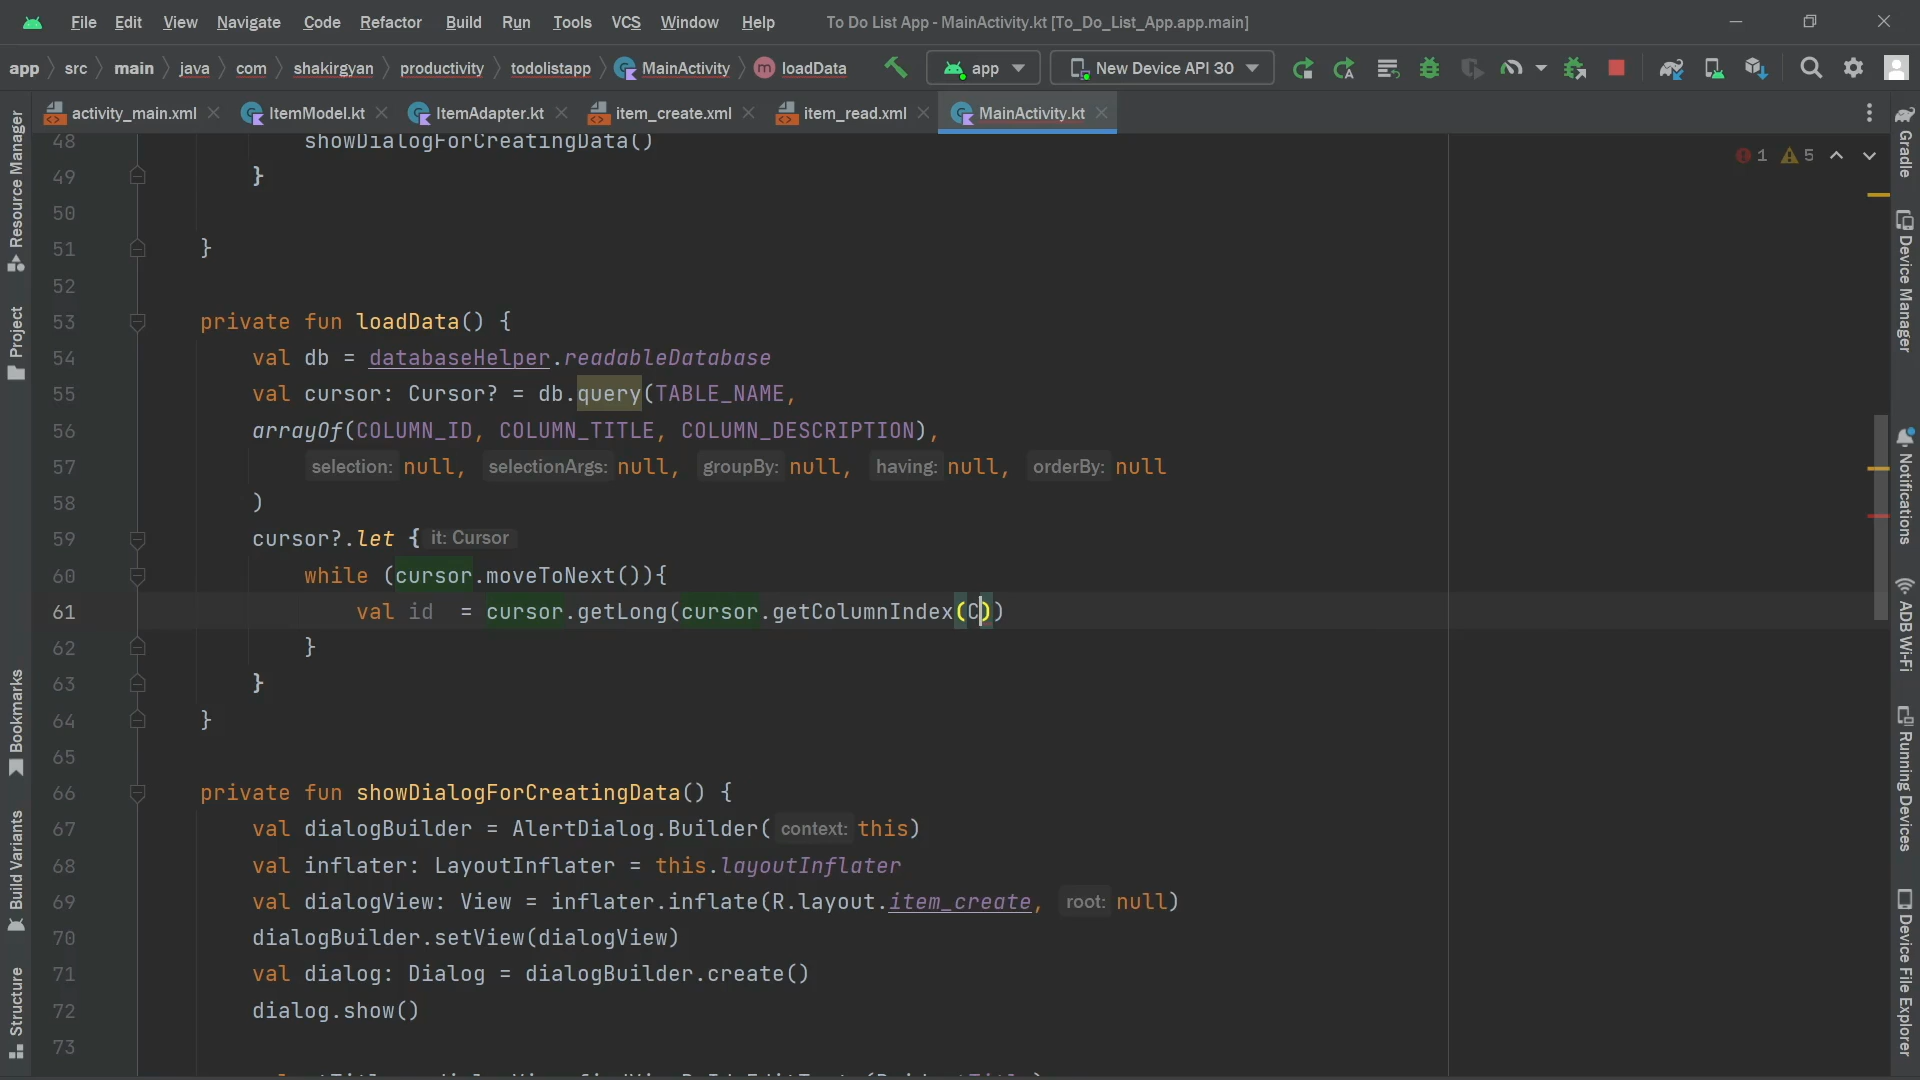 File Edit View Navigate Code Refactor Build Run Tools VCS Window Help To Do List App - MainActivity.kt [To_Do_List_App.app.main]
app src main java com shakirgyan productivity todolistapp MainActivity m loadData app New Device API 30
activity_main.xml ItemModel.kt ItemAdapter.kt item_create.xml item_read.xml MainActivity.kt
48 showDialogForCreatingData()
1 5
49 }
50
51 }
52
53 private fun loadData() {
54 val db = databaseHelper.readableDatabase
55 val cursor: Cursor? = db.query(TABLE_NAME,
56 arrayOf(COLUMN_ID, COLUMN_TITLE, COLUMN_DESCRIPTION),
57 selection: null, selectionArgs: null, groupBy: null, having: null, orderBy: null
58 )
59 cursor?.let { it: Cursor
60 while (cursor.moveToNext()){
61 val id = cursor.getLong(cursor.getColumnIndex(C))
62 }
63 }
64 }
65
66 private fun showDialogForCreatingData() {
67 val dialogBuilder = AlertDialog.Builder( context: this)
68 val inflater: LayoutInflater = this.layoutInflater
69 val dialogView: View = inflater.inflate(R.layout.item_create, root: null)
70 dialogBuilder.setView(dialogView)
71 val dialog: Dialog = dialogBuilder.create()
72 dialog.show()
73
Resource Manager
Project
Bookmarks
Build Variants
Structure
Gradle
Device Manager
Notifications
ADB Wi-Fi
Running Devices
Device File Explorer